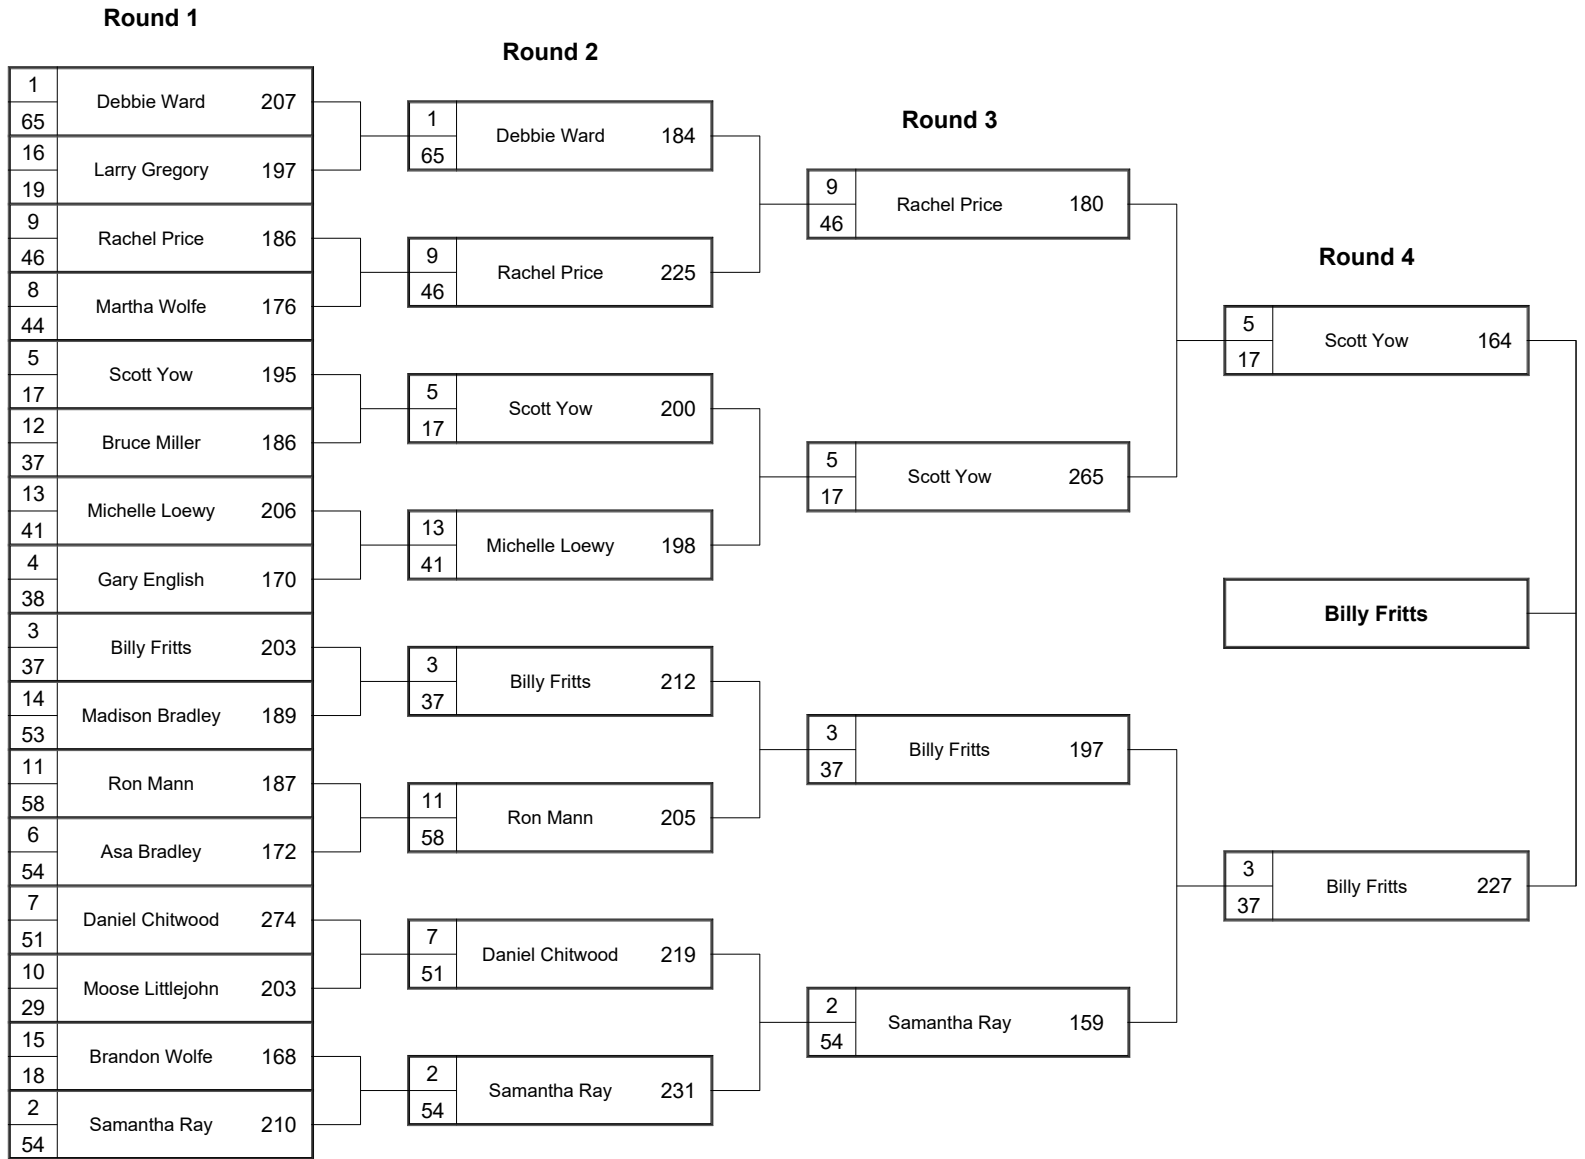 Round 1
1
Debbie Ward 207
65
16
Larry Gregory 197
19
9
Rachel Price 186
46
8
Martha Wolfe 176
44
5
Scott Yow 195
17
12
Bruce Miller 186
37
13
Michelle Loewy 206
41
4
Gary English 170
38
3
Billy Fritts 203
37
14
Madison Bradley 189
53
11
Ron Mann 187
58
6
Asa Bradley 172
54
7
Daniel Chitwood 274
51
10
Moose Littlejohn 203
29
15
Brandon Wolfe 168
18
2
Samantha Ray 210
54
Round 2
1
Debbie Ward 184
65
9
Rachel Price 225
46
5
Scott Yow 200
17
13
Michelle Loewy 198
41
3
Billy Fritts 212
37
11
Ron Mann 205
58
7
Daniel Chitwood 219
51
2
Samantha Ray 231
54
Round 3
9
Rachel Price 180
46
5
Scott Yow 265
17
3
Billy Fritts 197
37
2
Samantha Ray 159
54
Round 4
5
Scott Yow 164
17
Billy Fritts
3
Billy Fritts 227
37